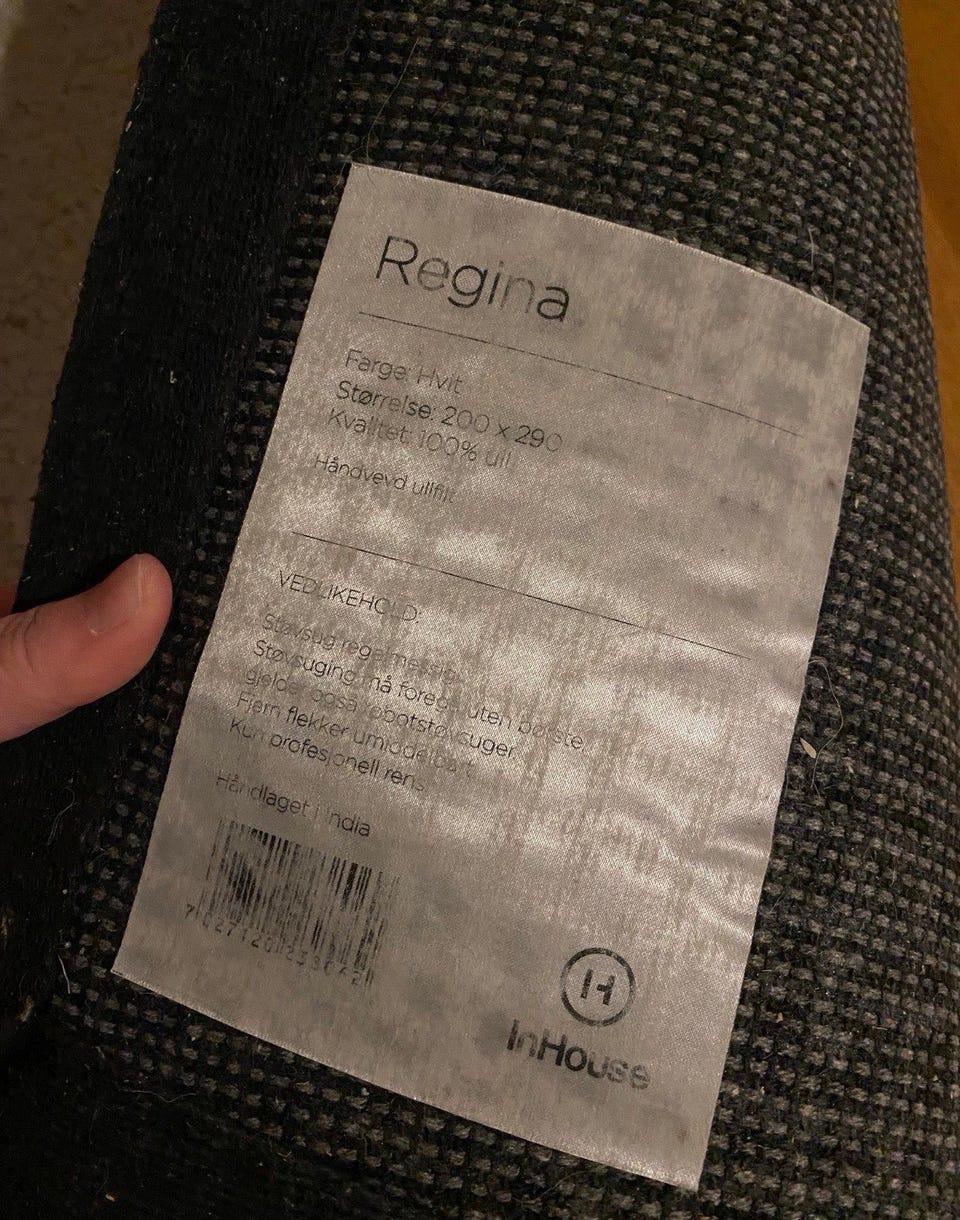 Regina
Farge: Hvit
Størrelse: 200 x 290
Kvalitet: 100% ull
Håndvevd ullfilt
VEDLIKEHOLD:
Støvsug regelmessig.
Støvsuging må foregå uten børste,
gjelder også robotstøvsuger.
Fjern flekker umiddelbart.
Kun profesjonell rens.
Håndlaget i India
H
InHouse